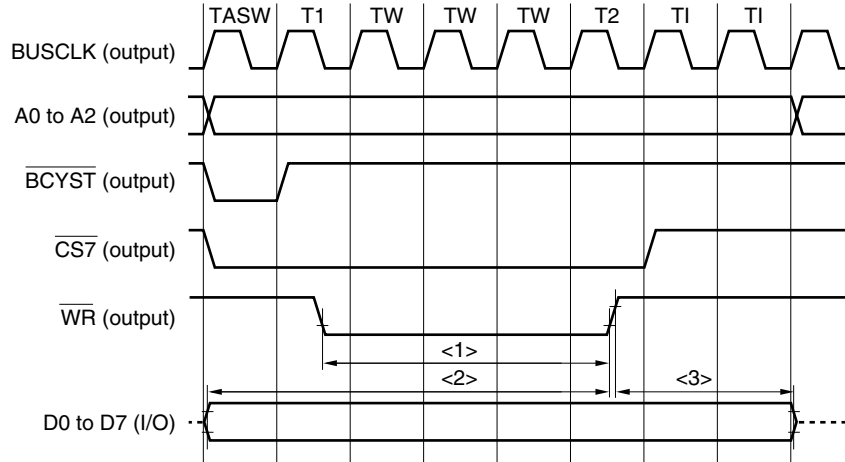 TASW T1 TW TW TW T2 TI TI
BUSCLK (output)
A0 to A2 (output)
BCYST (output)
CS7 (output)
WR (output)
<1>
<2> <3>
D0 to D7 (I/O)